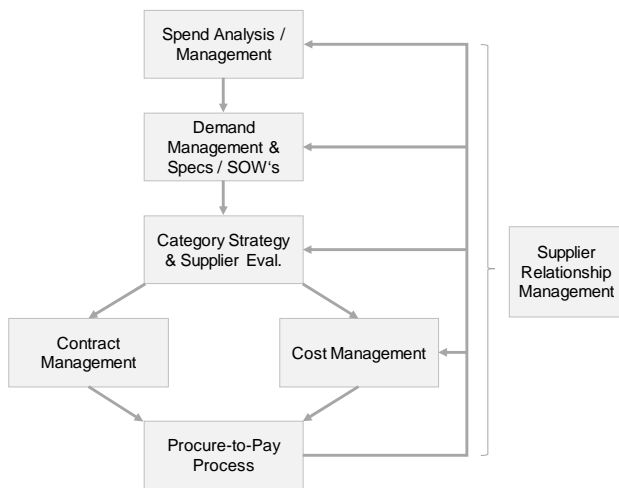 Spend Analysis /
Management
Demand
Management &
Specs / SOW's
Category Strategy
& Supplier Eval.
Supplier
Relationship
Management
Contract
Management
Cost Management
Procure-to-Pay
Process